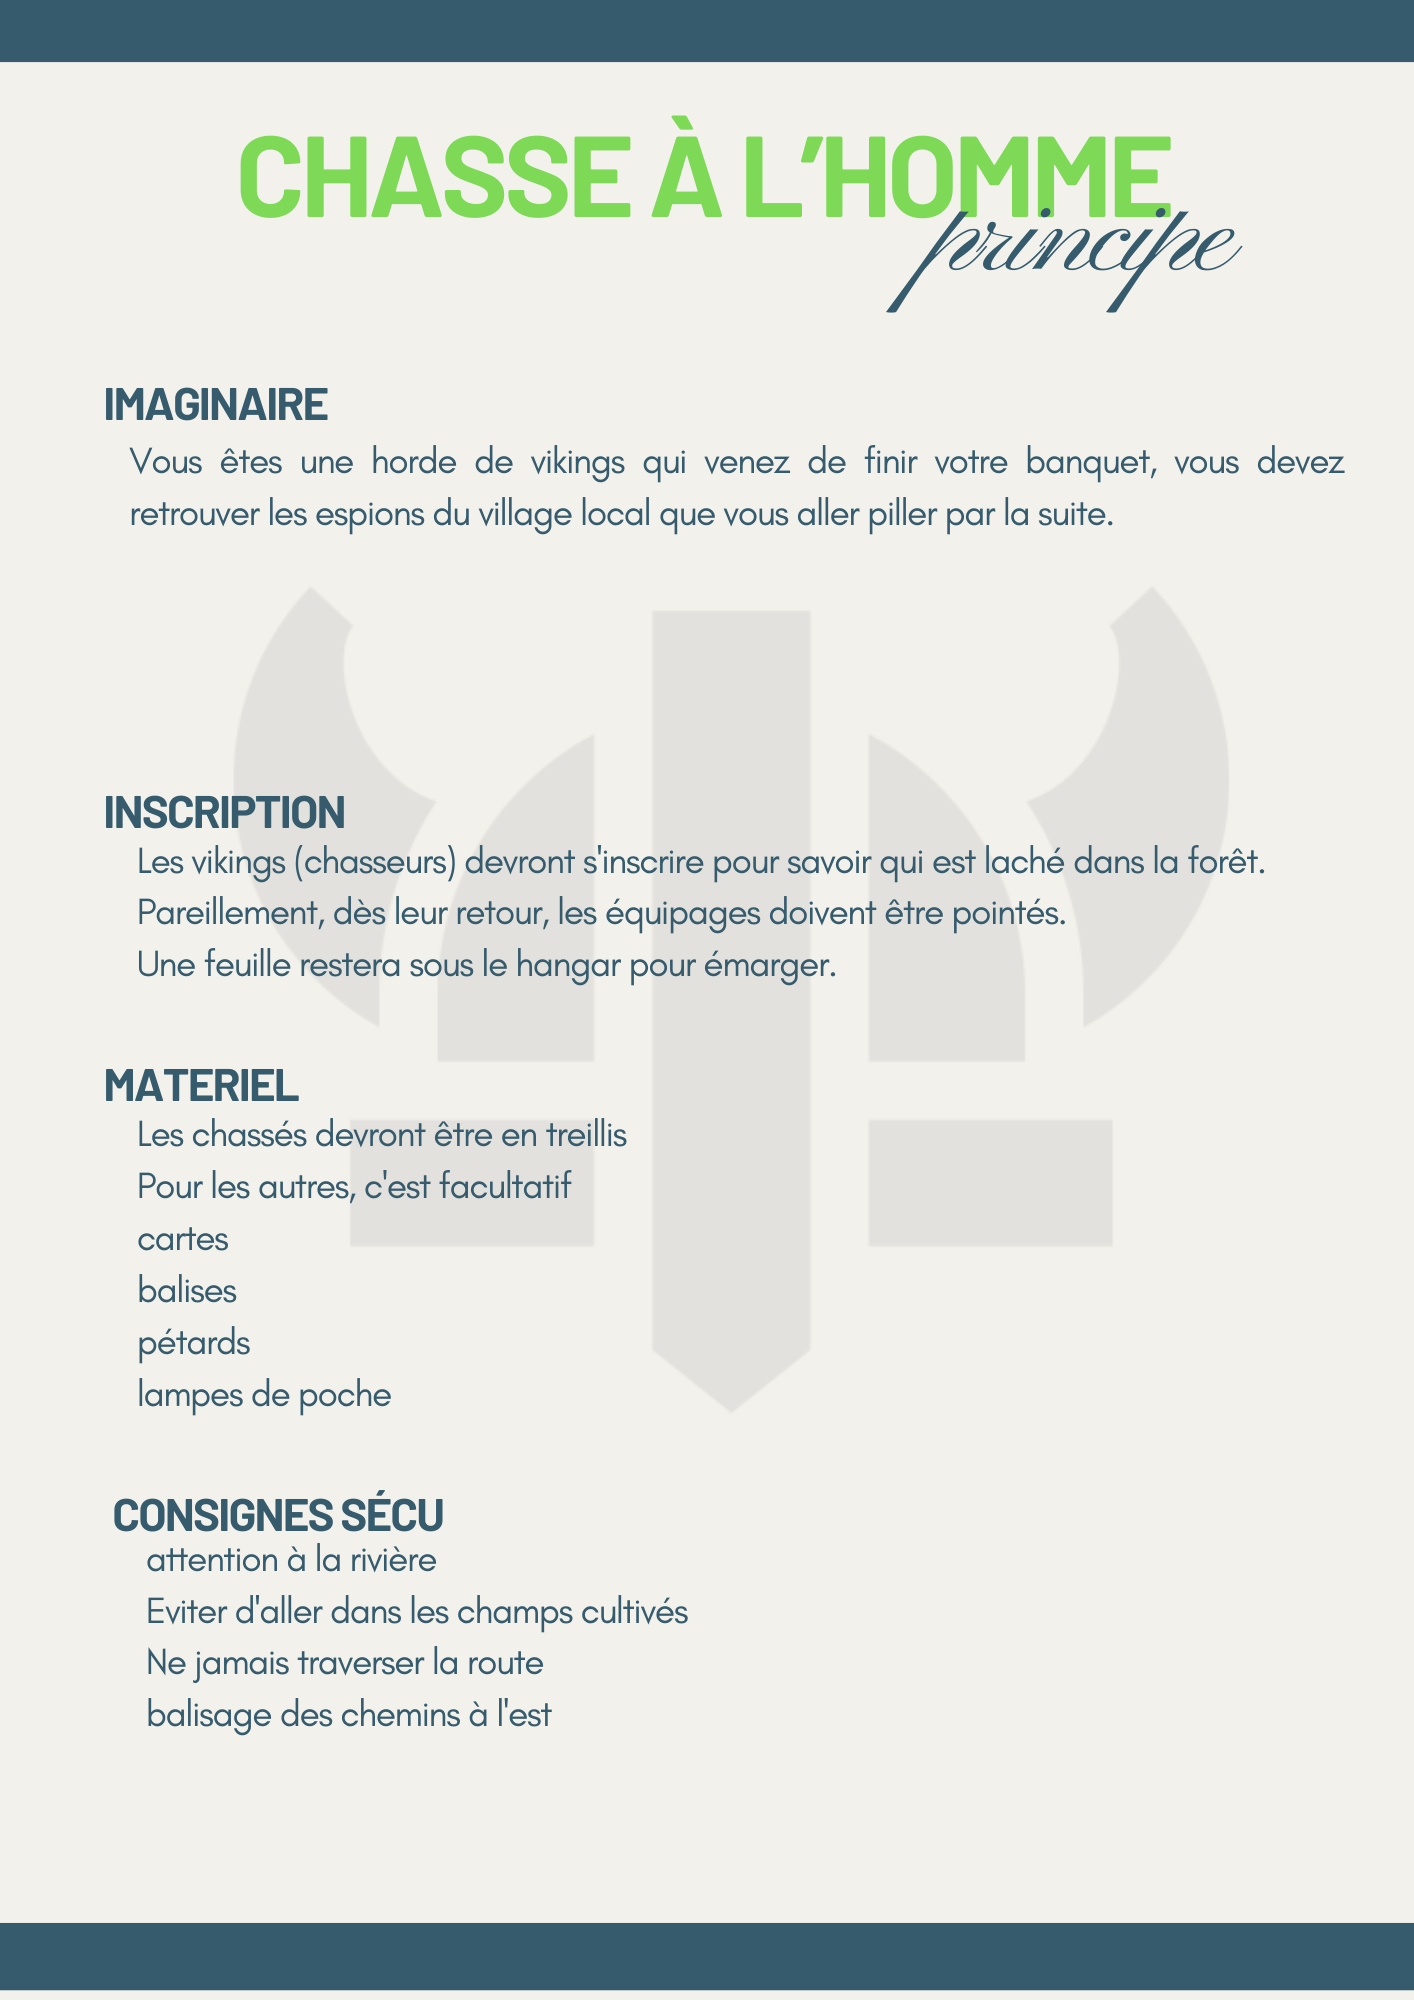 CHASSE À L'HOMME
principe
IMAGINAIRE
Vous êtes une horde de vikings qui venez de finir votre banquet, vous devez
retrouver les espions du village local que vous aller piller par la suite.
INSCRIPTION
Les vikings (chasseurs) devront s'inscrire pour savoir qui est laché dans la forêt.
Pareillement, dès leur retour, les équipages doivent être pointés.
Une feuille restera sous le hangar pour émarger.
MATERIEL
Les chassés devront être en treillis
Pour les autres, c'est facultatif
cartes
balises
pétards
lampes de poche
CONSIGNES SÉCU
attention à la rivière
Eviter d'aller dans les champs cultivés
Ne jamais traverser la route
balisage des chemins à l'est